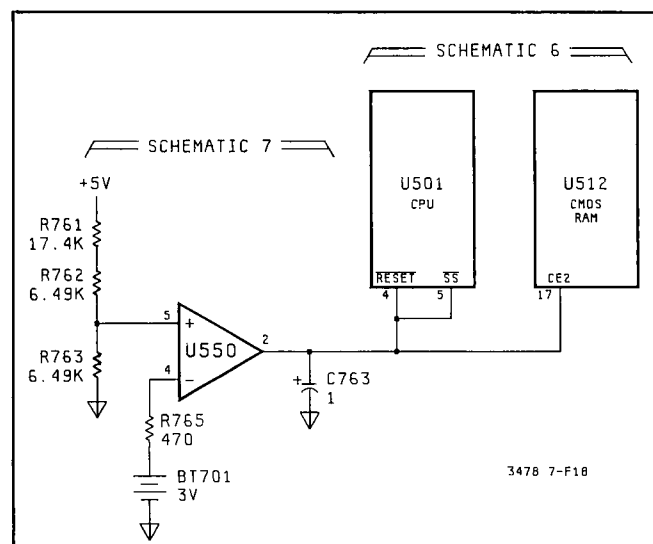 SCHEMATIC 6
SCHEMATIC 7
+5V
R761
17.4K
R762
6.49K
R763
6.49K
5
+
4
−
U550
2
R765
470
BT701
3V
+
C763
1
U501
CPU
RESET
SS
4
5
U512
CMOS
RAM
CE2
17
3478 7-F18